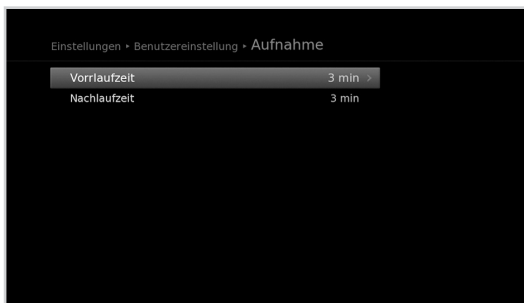 Einstellungen ‣ Benutzereinstellung ‣ Aufnahme
Vorrlaufzeit 3 min >
Nachlaufzeit 3 min